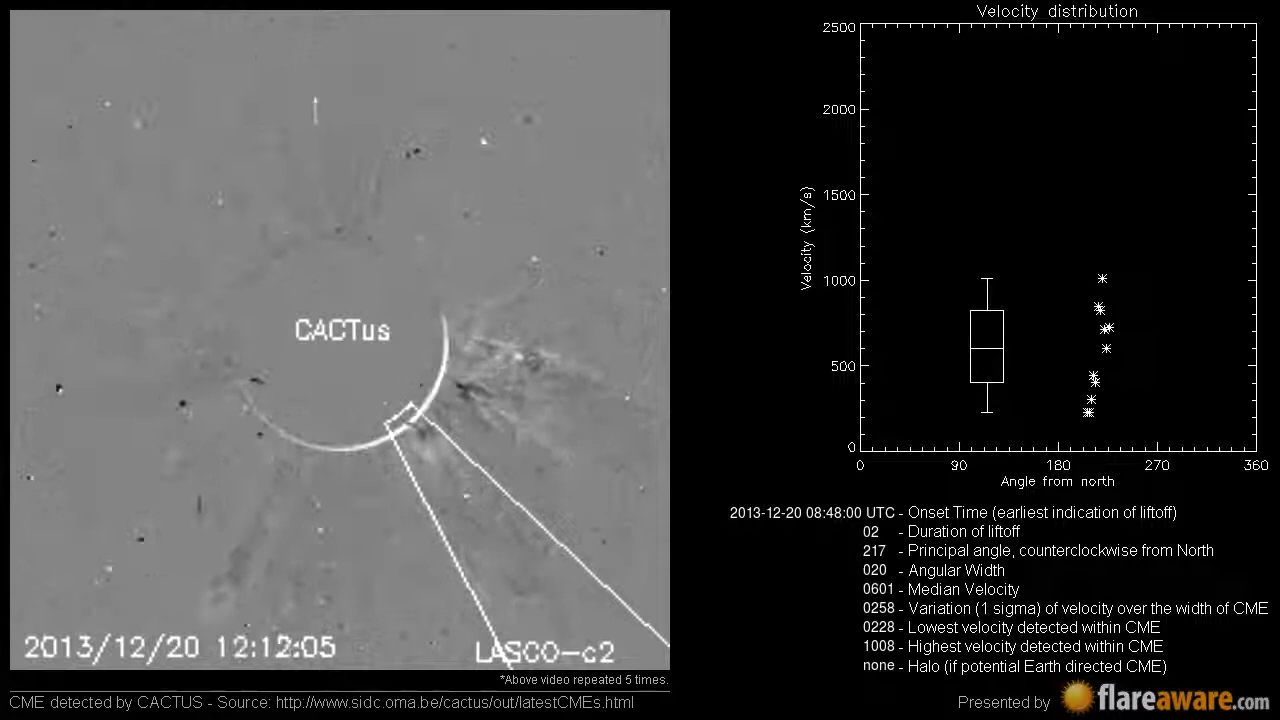 CACTus
2013/12/20 12:12:05
LASCO-c2
*Above video repeated 5 times.
CME detected by CACTUS - Source: http://www.sidc.oma.be/cactus/out/latestCMEs.html
Velocity distribution
Velocity (km/s)
2500
2000
1500
1000
500
0
0 90 180 270 360
Angle from north
2013-12-20 08:48:00 UTC - Onset Time (earliest indication of liftoff)
02 - Duration of liftoff
217 - Principal angle, counterclockwise from North
020 - Angular Width
0601 - Median Velocity
0258 - Variation (1 sigma) of velocity over the width of CME
0228 - Lowest velocity detected within CME
1008 - Highest velocity detected within CME
none - Halo (if potential Earth directed CME)
Presented by flareaware.com